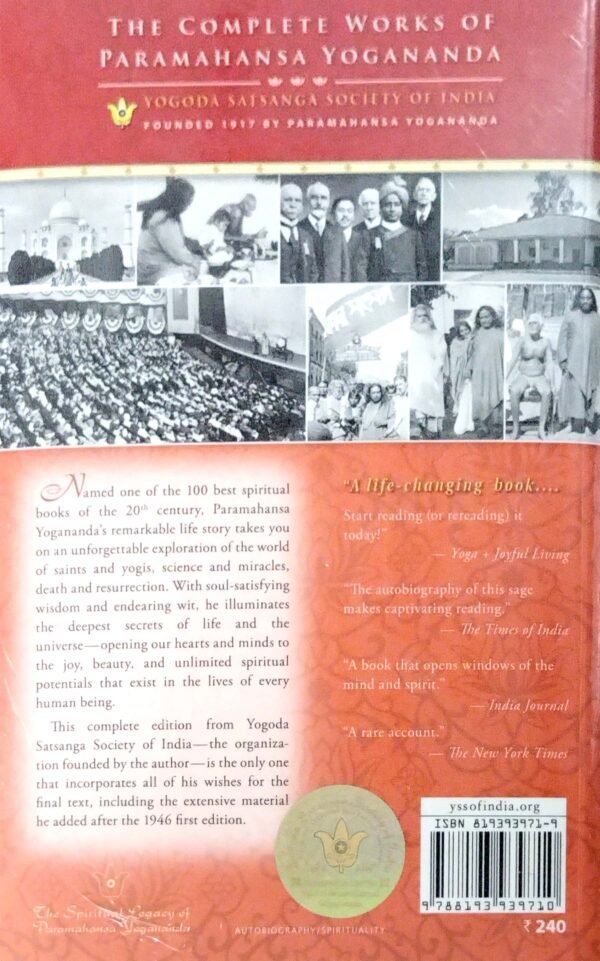 THE COMPLETE WORKS OF
PARAMAHANSA YOGANANDA
YOGODA SATSANGA SOCIETY OF INDIA
FOUNDED 1917 BY PARAMAHANSA YOGANANDA
Named one of the 100 best spiritual
books of the 20th century, Paramahansa
Yogananda's remarkable life story takes you
on an unforgettable exploration of the world
of saints and yogis, science and miracles,
death and resurrection. With soul-satisfying
wisdom and endearing wit, he illuminates
the deepest secrets of life and the
universe—opening our hearts and minds to
the joy, beauty, and unlimited spiritual
potentials that exist in the lives of every
human being.
This complete edition from Yogoda
Satsanga Society of India—the organiza-
tion founded by the author—is the only one
that incorporates all of his wishes for the
final text, including the extensive material
he added after the 1946 first edition.
"A life-changing book....
Start reading (or rereading) it
today!"
— Yoga + Joyful Living
"The autobiography of this sage
makes captivating reading."
— The Times of India
"A book that opens windows of the
mind and spirit."
— India Journal
"A rare account."
— The New York Times
The Spiritual Legacy of
Paramahansa Yogananda
AUTOBIOGRAPHY/SPIRITUALITY
yssofindia.org
ISBN 819393971-9
9 788193 939710
₹ 240